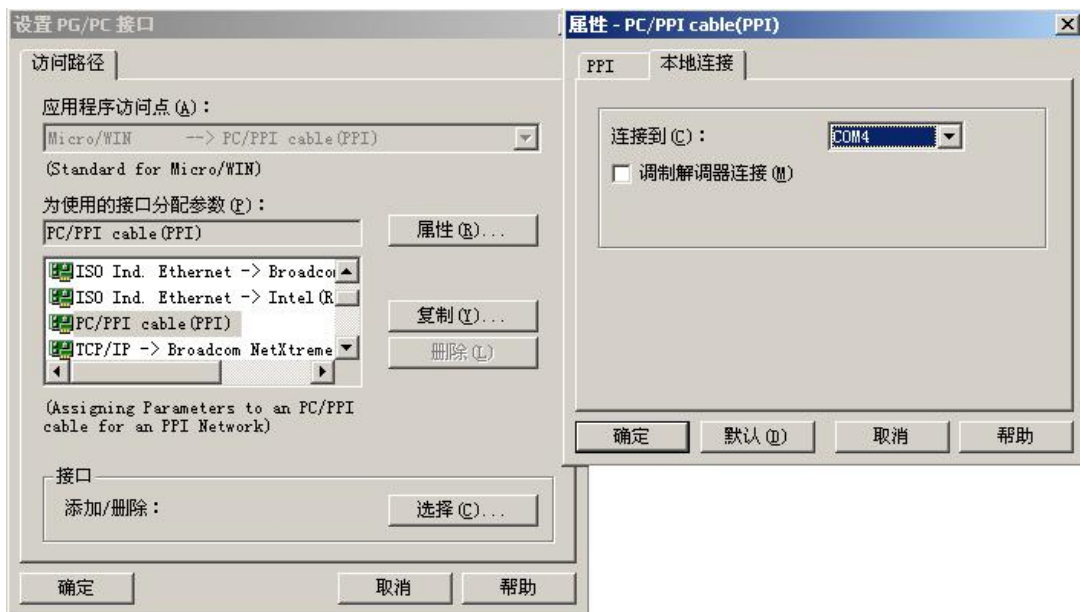 设置 PG/PC 接口
访问路径
应用程序访问点(A)：
Micro/WIN --> PC/PPI cable(PPI)
(Standard for Micro/WIN)
为使用的接口分配参数(P)：
PC/PPI cable(PPI)
属性(R)...
ISO Ind. Ethernet -> Broadco
ISO Ind. Ethernet -> Intel(R
PC/PPI cable(PPI)
TCP/IP -> Broadcom NetXtreme
复制(Y)...
删除(L)
(Assigning Parameters to an PC/PPI
cable for an PPI Network)
接口
添加/删除：
选择(C)...
确定
取消
帮助
属性 - PC/PPI cable(PPI)
PPI
本地连接
连接到(C)：
COM4
调制解调器连接(M)
确定
默认(D)
取消
帮助